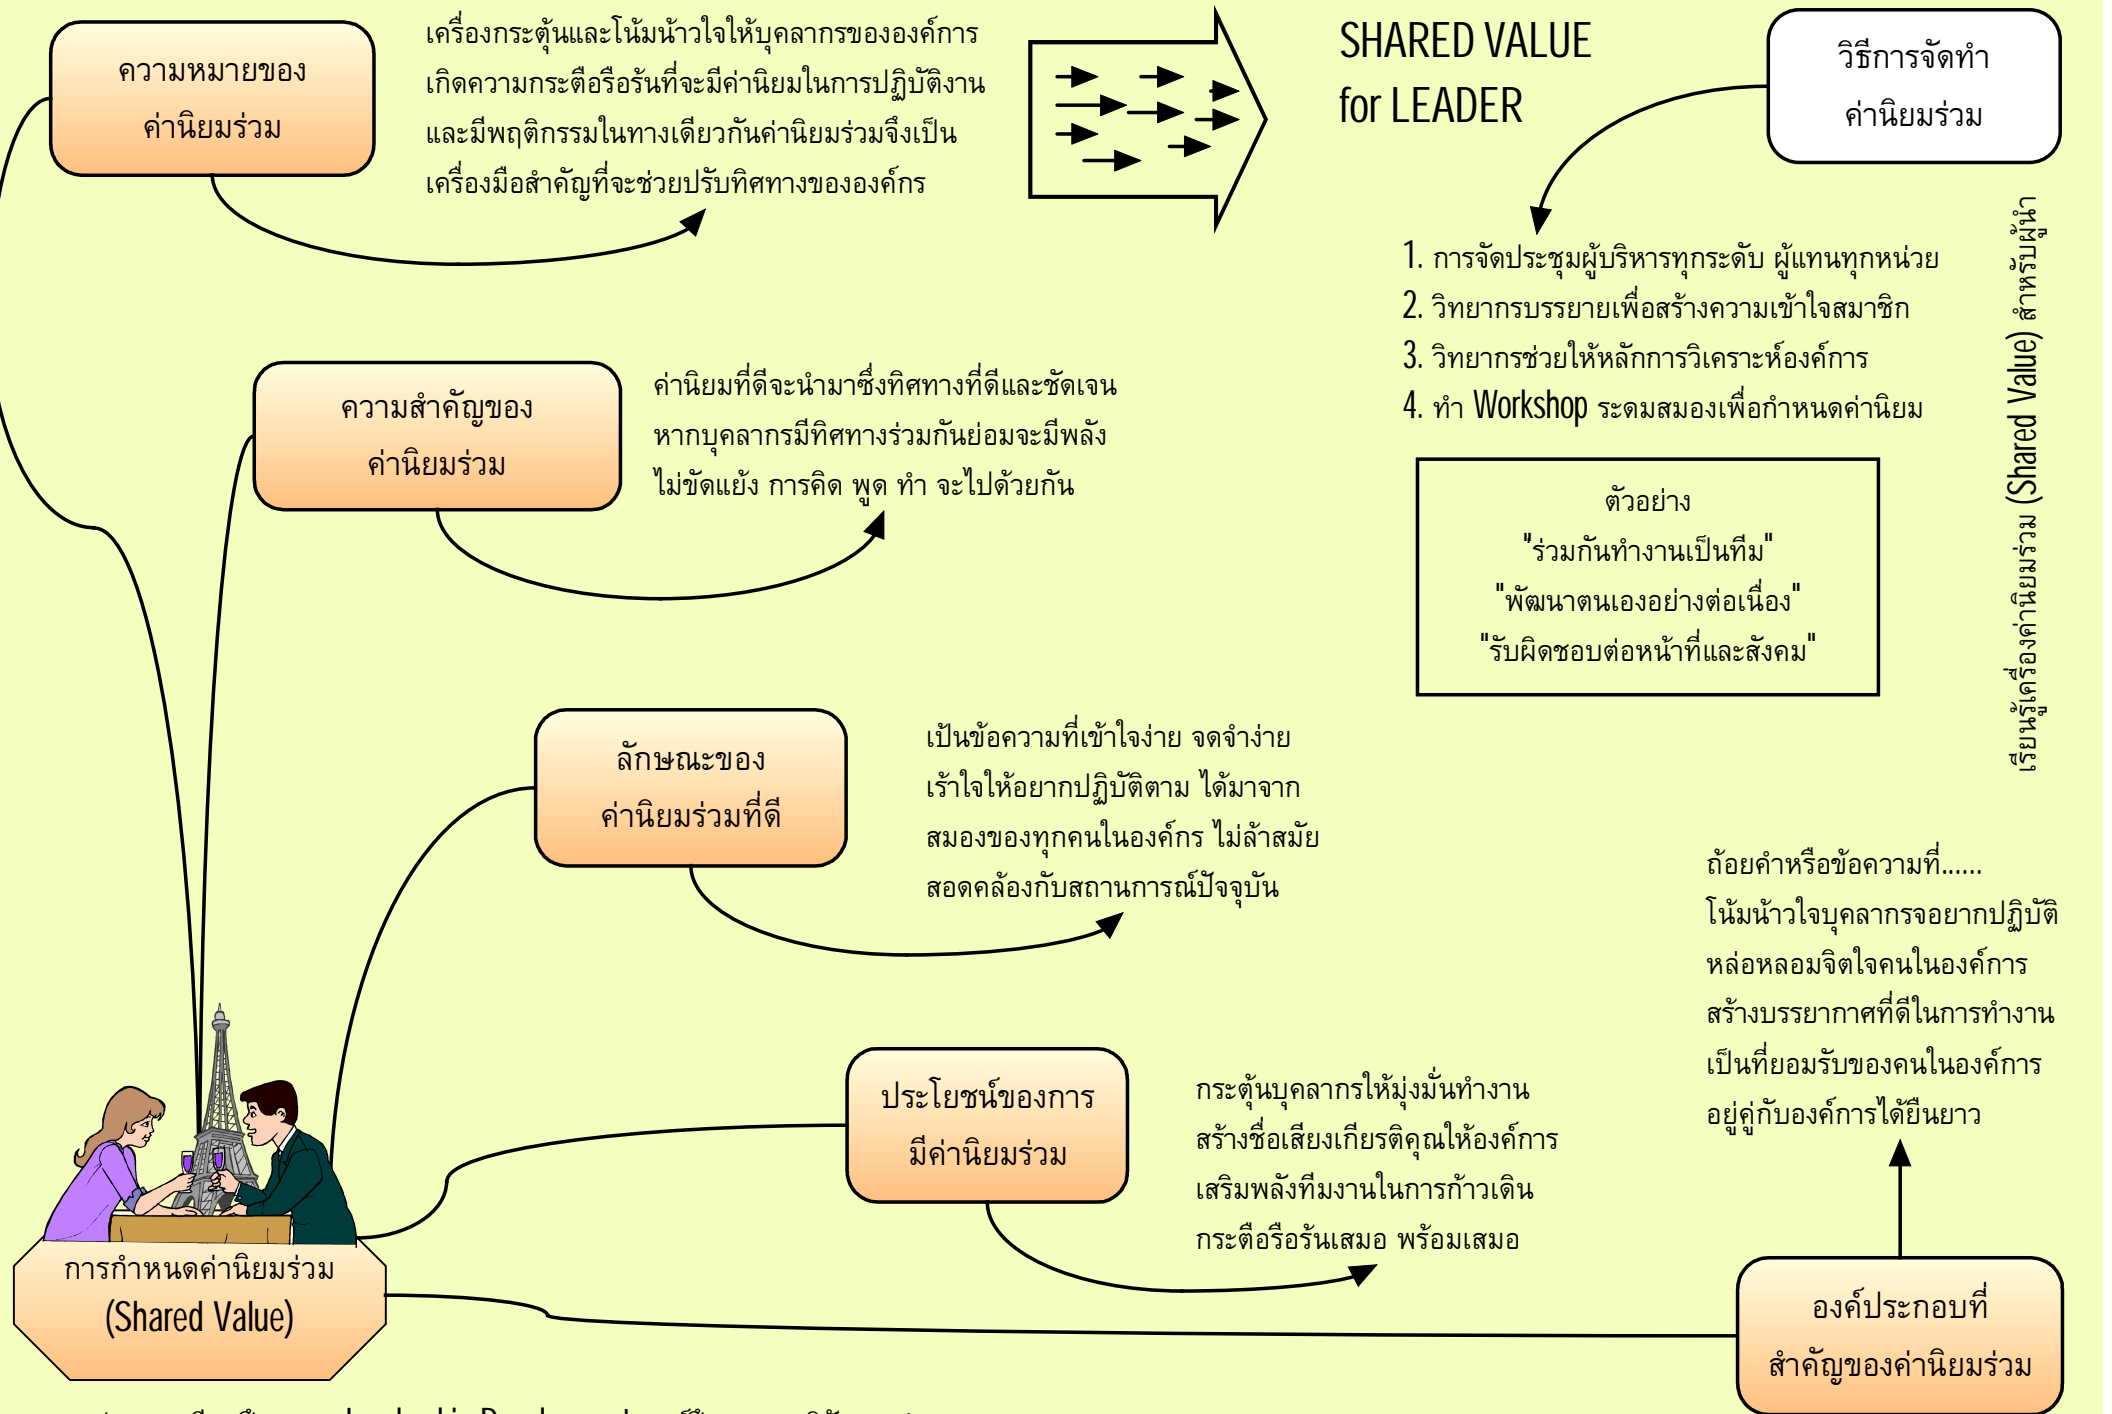 ความหมายของ
ค่านิยมร่วม
เครื่องกระตุ้นและโน้มน้าวใจให้บุคลากรขององค์การ
เกิดความกระตือรือร้นที่จะมีค่านิยมในการปฏิบัติงาน
และมีพฤติกรรมในทางเดียวกันค่านิยมร่วมจึงเป็น
เครื่องมือสำคัญที่จะช่วยปรับทิศทางขององค์กร
SHARED VALUE
for LEADER
วิธีการจัดทำ
ค่านิยมร่วม
1. การจัดประชุมผู้บริหารทุกระดับ ผู้แทนทุกหน่วย
2. วิทยากรบรรยายเพื่อสร้างความเข้าใจสมาชิก
3. วิทยากรช่วยให้หลักการวิเคราะห์องค์การ
4. ทำ Workshop ระดมสมองเพื่อกำหนดค่านิยม
เรียนรู้เครื่องค่านิยมร่วม (Shared Value) สำหรับผู้นำ
ความสำคัญของ
ค่านิยมร่วม
ค่านิยมที่ดีจะนำมาซึ่งทิศทางที่ดีและชัดเจน
หากบุคลากรมีทิศทางร่วมกันย่อมจะมีพลัง
ไม่ขัดแย้ง การคิด พูด ทำ จะไปด้วยกัน
ตัวอย่าง
"ร่วมกันทำงานเป็นทีม"
"พัฒนาตนเองอย่างต่อเนื่อง"
"รับผิดชอบต่อหน้าที่และสังคม"
ลักษณะของ
ค่านิยมร่วมที่ดี
เป้นข้อความที่เข้าใจง่าย จดจำง่าย
เร้าใจให้อยากปฏิบัติตาม ได้มาจาก
สมองของทุกคนในองค์กร ไม่ล้าสมัย
สอดคล้องกับสถานการณ์ปัจจุบัน
ถ้อยคำหรือข้อความที่......
โน้มน้าวใจบุคลากรจอยากปฏิบัติ
หล่อหลอมจิตใจคนในองค์การ
สร้างบรรยากาศที่ดีในการทำงาน
เป็นที่ยอมรับของคนในองค์การ
อยู่คู่กับองค์การได้ยืนยาว
ประโยชน์ของการ
มีค่านิยมร่วม
กระตุ้นบุคลากรให้มุ่งมั่นทำงาน
สร้างชื่อเสียงเกียรติคุณให้องค์การ
เสริมพลังทีมงานในการก้าวเดิน
กระตือรือร้นเสมอ พร้อมเสมอ
การกำหนดค่านิยมร่วม
(Shared Value)
องค์ประกอบที่
สำคัญของค่านิยมร่วม